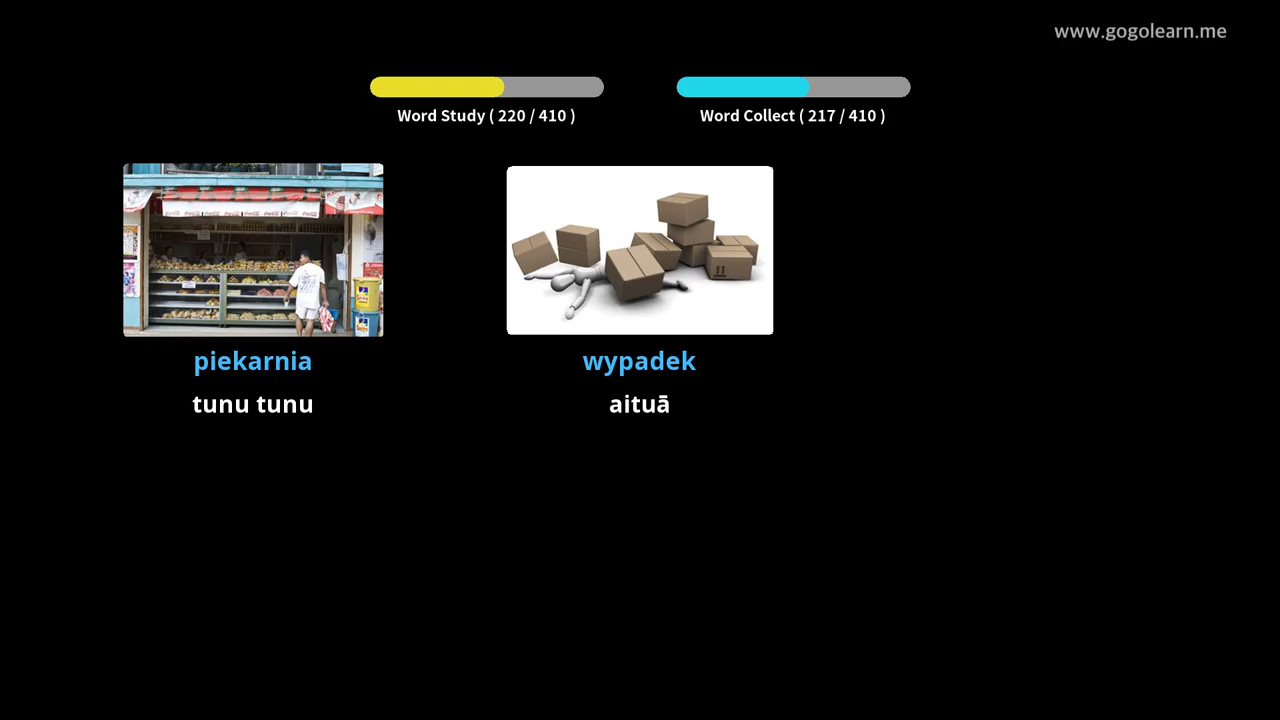 www.gogolearn.me
Word Study ( 220 / 410 )
Word Collect ( 217 / 410 )
piekarnia
wypadek
tunu tunu
aituā